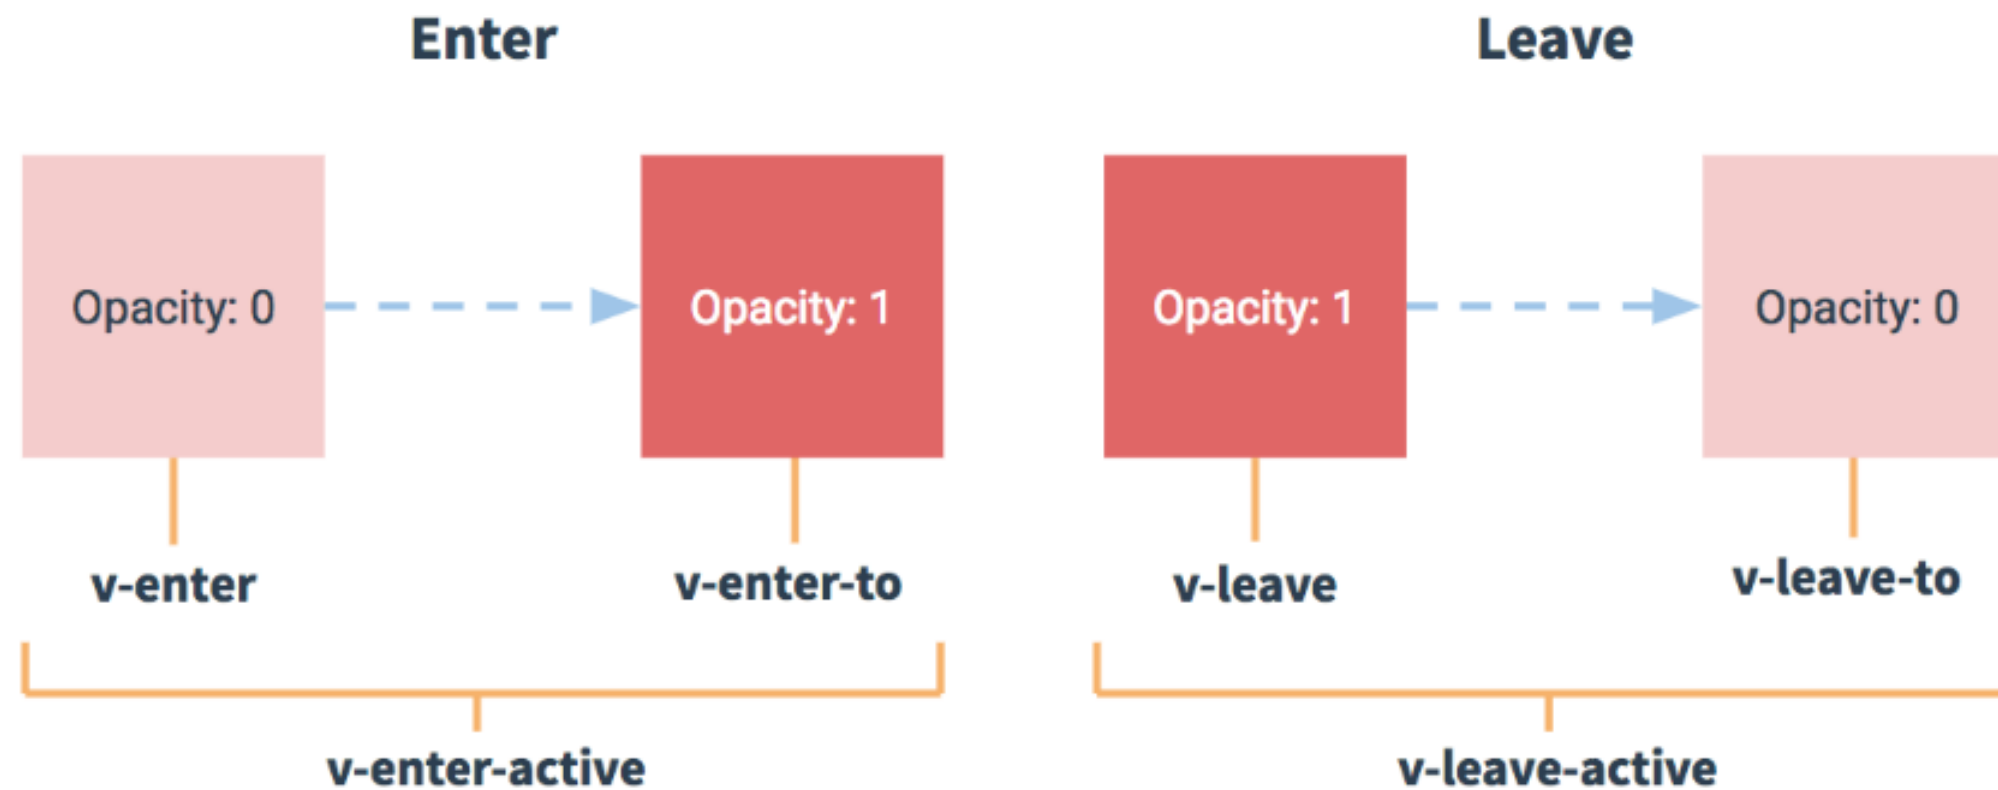 Enter
Leave
Opacity: 0
Opacity: 1
Opacity: 1
Opacity: 0
v-enter
v-enter-to
v-leave
v-leave-to
v-enter-active
v-leave-active